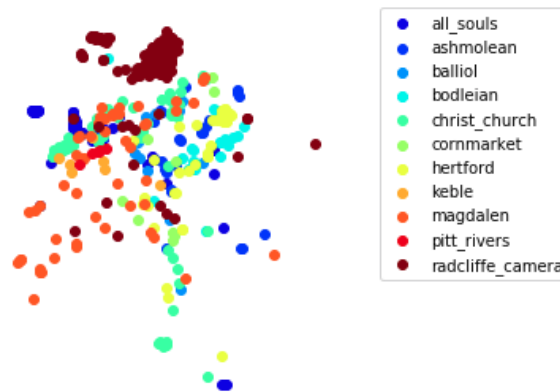 all_souls
ashmolean
balliol
bodleian
christ_church
cornmarket
hertford
keble
magdalen
pitt_rivers
radcliffe_camera